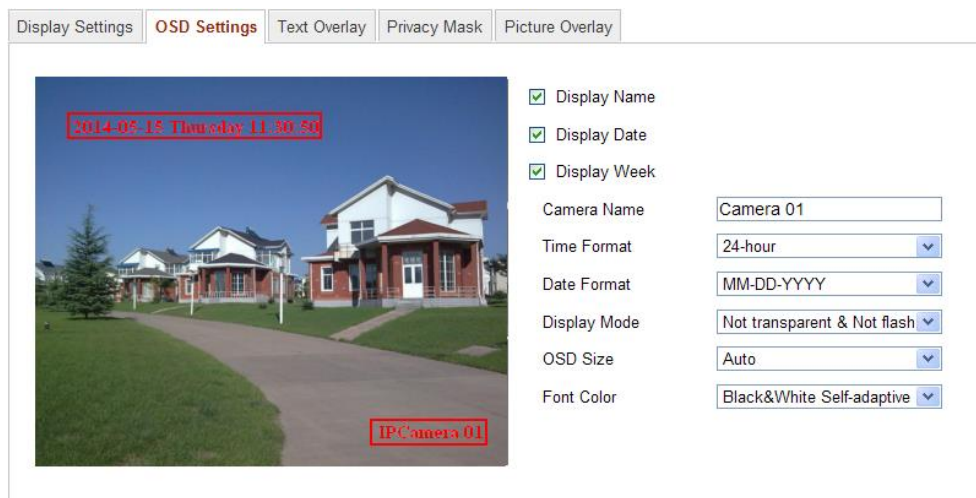 Display Settings
OSD Settings
Text Overlay
Privacy Mask
Picture Overlay
2014-05-15 Thursday 11:30:50
IPCamera 01
Display Name
Display Date
Display Week
Camera Name Camera 01
Time Format 24-hour
Date Format MM-DD-YYYY
Display Mode Not transparent & Not flash
OSD Size Auto
Font Color Black&White Self-adaptive